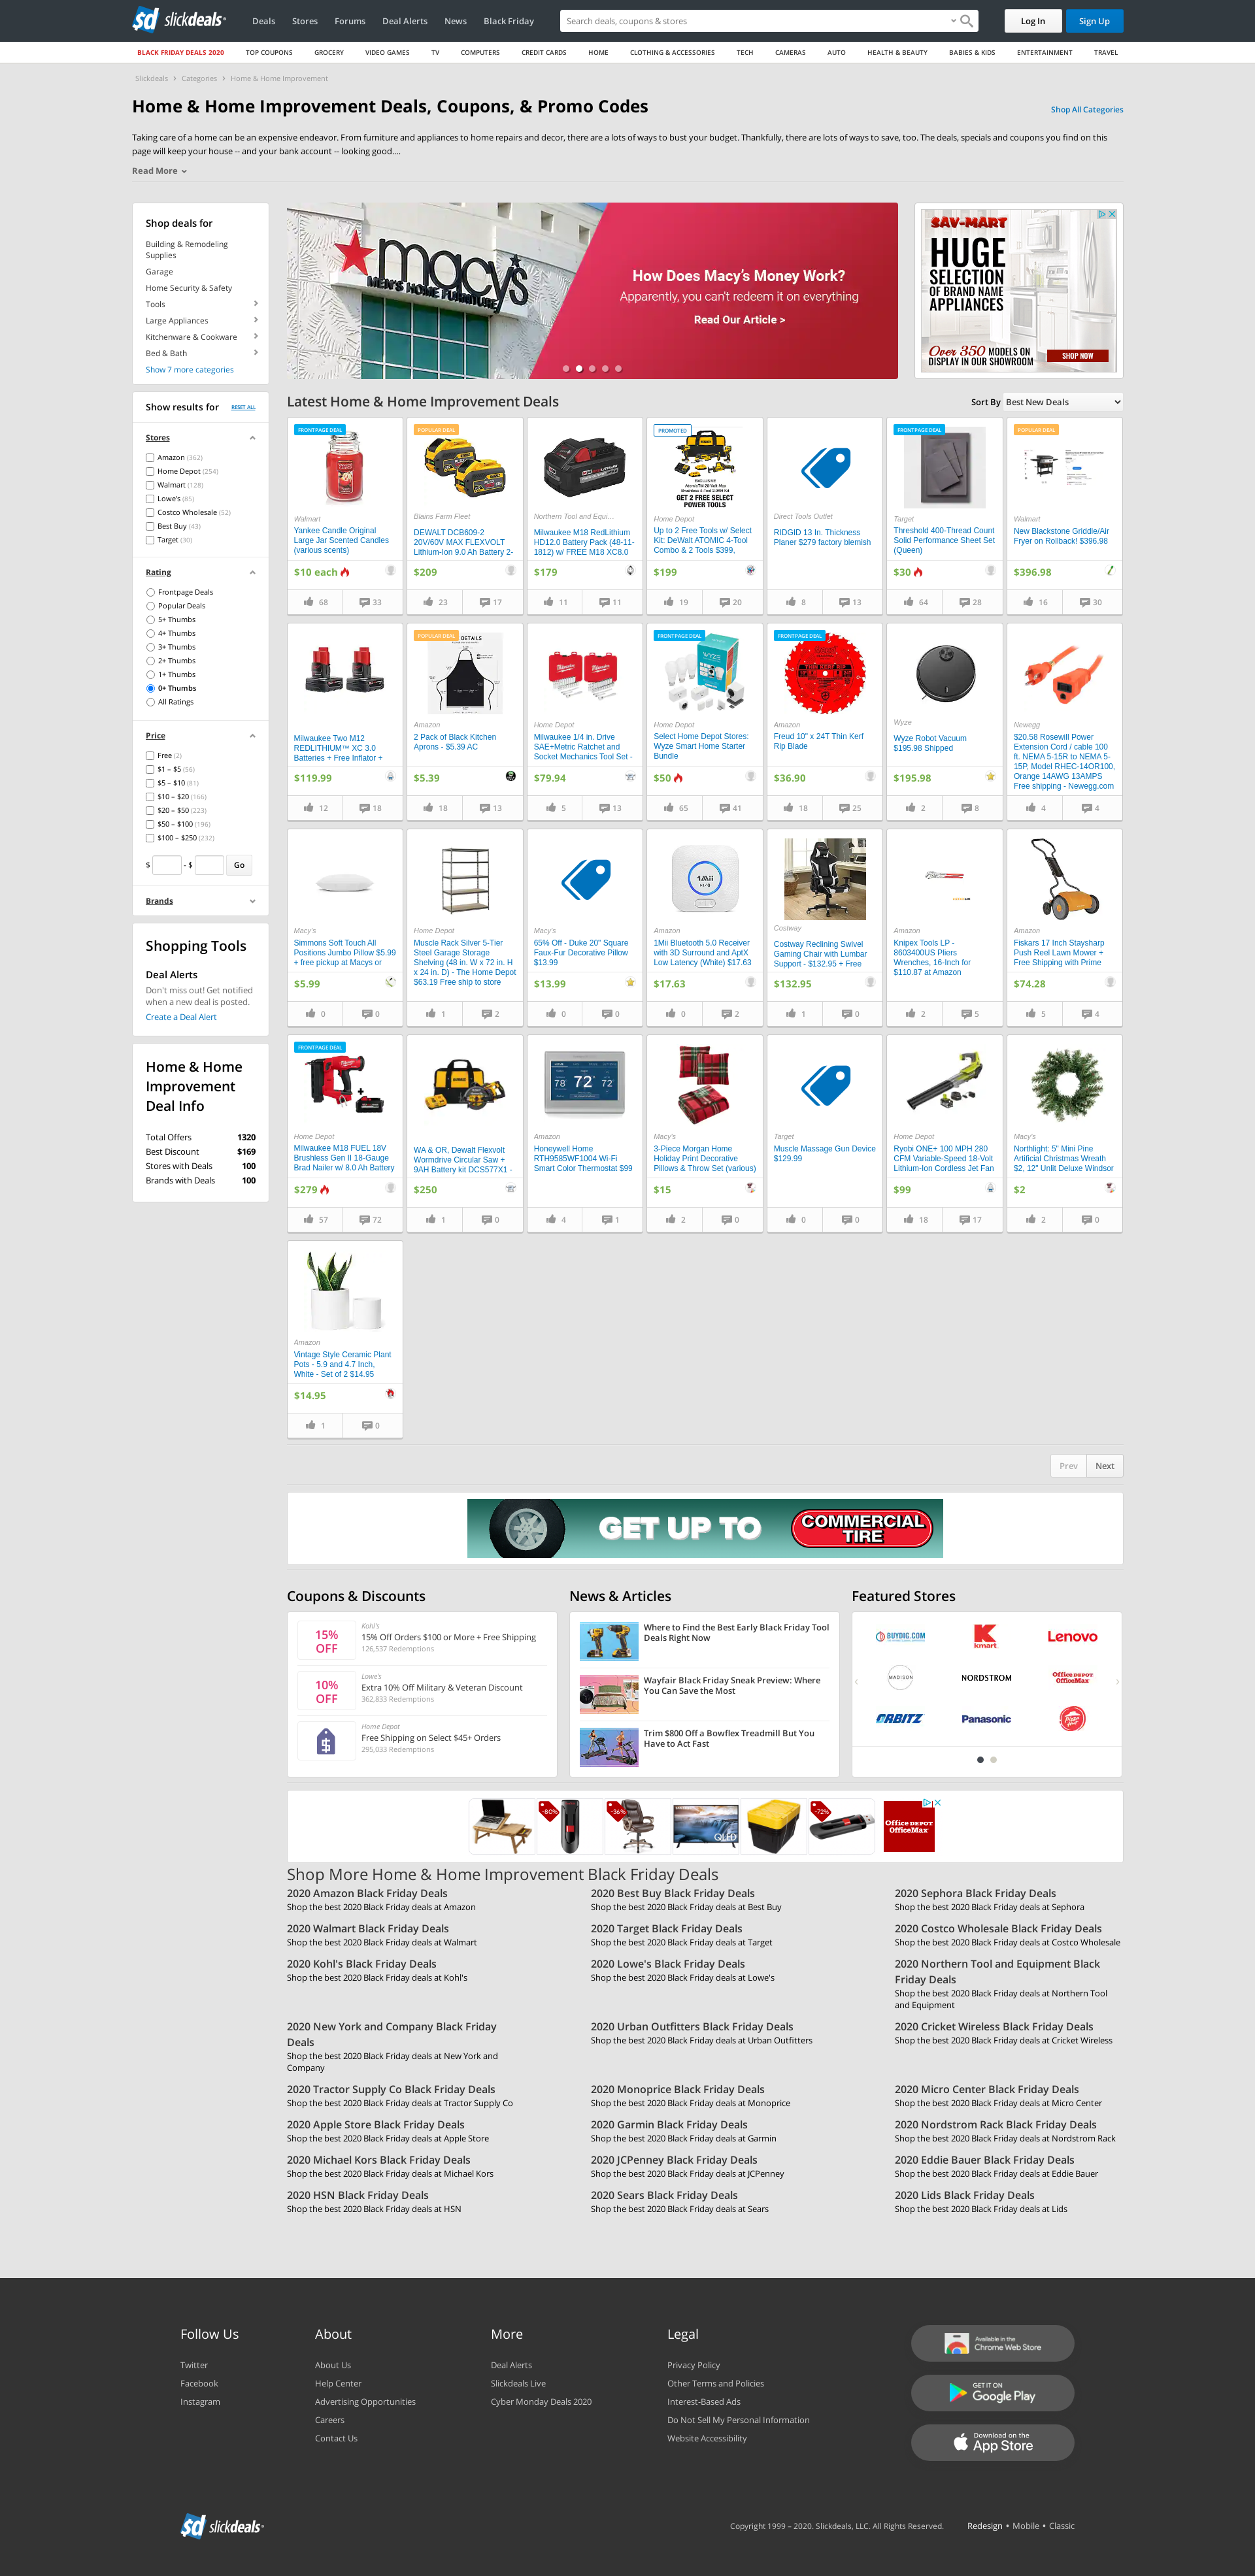 sd slickdeals
Deals
Stores
Forums
Deal Alerts
News
Black Friday
Search deals, coupons & stores
Log In
Sign Up
BLACK FRIDAY DEALS 2020
TOP COUPONS
GROCERY
VIDEO GAMES
TV
COMPUTERS
CREDIT CARDS
HOME
CLOTHING & ACCESSORIES
TECH
CAMERAS
AUTO
HEALTH & BEAUTY
BABIES & KIDS
ENTERTAINMENT
TRAVEL
Slickdeals > Categories > Home & Home Improvement
Home & Home Improvement Deals, Coupons, & Promo Codes
Shop All Categories
Taking care of a home can be an expensive endeavor. From furniture and appliances to home repairs and decor, there are a lots of ways to bust your budget. Thankfully, there are lots of ways to save, too. The deals, specials and coupons you find on this
page will keep your house -- and your bank account -- looking good....
Read More
Shop deals for
Building & Remodeling
Supplies
Garage
Home Security & Safety
Tools
Large Appliances
Kitchenware & Cookware
Bed & Bath
Show 7 more categories
macy's
MEN'S HOME FURNITURE
How Does Macy's Money Work?
Apparently, you can't redeem it on everything
Read Our Article >
SAV-MART
HUGE
SELECTION
OF BRAND NAME
APPLIANCES
Over 350 MODELS ON
DISPLAY IN OUR SHOWROOM
SHOP NOW
Show results for
RESET ALL
Stores
Amazon (362)
Home Depot (254)
Walmart (128)
Lowe's (85)
Costco Wholesale (52)
Best Buy (43)
Target (30)
Rating
Frontpage Deals
Popular Deals
5+ Thumbs
4+ Thumbs
3+ Thumbs
2+ Thumbs
1+ Thumbs
0+ Thumbs
All Ratings
Price
Free (2)
$1 – $5 (56)
$5 – $10 (81)
$10 – $20 (166)
$20 – $50 (223)
$50 – $100 (196)
$100 – $250 (232)
$ - $ Go
Brands
Shopping Tools
Deal Alerts
Don't miss out! Get notified
when a new deal is posted.
Create a Deal Alert
Home & Home
Improvement
Deal Info
Total Offers 1320
Best Discount $169
Stores with Deals 100
Brands with Deals 100
Latest Home & Home Improvement Deals
Sort By Best New Deals
FRONTPAGE DEAL
Walmart
Yankee Candle Original
Large Jar Scented Candles
(various scents)
$10 each
68 33
POPULAR DEAL
Blains Farm Fleet
DEWALT DCB609-2
20V/60V MAX FLEXVOLT
Lithium-Ion 9.0 Ah Battery 2-
$209
23 17
Northern Tool and Equi...
Milwaukee M18 RedLithium
HD12.0 Battery Pack (48-11-
1812) w/ FREE M18 XC8.0
$179
11 11
PROMOTED
EXCLUSIVE
GET 2 FREE SELECT
POWER TOOLS
Home Depot
Up to 2 Free Tools w/ Select
Kit: DeWalt ATOMIC 4-Tool
Combo & 2 Tools $399,
$199
19 20
Direct Tools Outlet
RIDGID 13 In. Thickness
Planer $279 factory blemish
8 13
FRONTPAGE DEAL
Target
Threshold 400-Thread Count
Solid Performance Sheet Set
(Queen)
$30
64 28
POPULAR DEAL
Walmart
New Blackstone Griddle/Air
Fryer on Rollback! $396.98
$396.98
16 30
Milwaukee Two M12
REDLITHIUM™ XC 3.0
Batteries + Free Inflator +
$119.99
12 18
POPULAR DEAL
DETAILS
Amazon
2 Pack of Black Kitchen
Aprons - $5.39 AC
$5.39
18 13
Home Depot
Milwaukee 1/4 in. Drive
SAE+Metric Ratchet and
Socket Mechanics Tool Set -
$79.94
5 13
FRONTPAGE DEAL
WYZE
Home Depot
Select Home Depot Stores:
Wyze Smart Home Starter
Bundle
$50
65 41
FRONTPAGE DEAL
Amazon
Freud 10" x 24T Thin Kerf
Rip Blade
$36.90
18 25
Wyze
Wyze Robot Vacuum
$195.98 Shipped
$195.98
2 8
Newegg
$20.58 Rosewill Power
Extension Cord / cable 100
ft. NEMA 5-15R to NEMA 5-
15P, Model RHEC-14OR100,
Orange 14AWG 13AMPS
Free shipping - Newegg.com
4 4
Macy's
Simmons Soft Touch All
Positions Jumbo Pillow $5.99
+ free pickup at Macys or
$5.99
0 0
Home Depot
Muscle Rack Silver 5-Tier
Steel Garage Storage
Shelving (48 in. W x 72 in. H
x 24 in. D) - The Home Depot
$63.19 Free ship to store
1 2
Macy's
65% Off - Duke 20" Square
Faux-Fur Decorative Pillow
$13.99
$13.99
0 0
1Mii
Amazon
1Mii Bluetooth 5.0 Receiver
with 3D Surround and AptX
Low Latency (White) $17.63
$17.63
0 2
Costway
Costway Reclining Swivel
Gaming Chair with Lumbar
Support - $132.95 + Free
$132.95
1 0
Amazon
Knipex Tools LP -
8603400US Pliers
Wrenches, 16-Inch for
$110.87 at Amazon
2 5
Amazon
Fiskars 17 Inch Staysharp
Push Reel Lawn Mower +
Free Shipping with Prime
$74.28
5 4
FRONTPAGE DEAL
Home Depot
Milwaukee M18 FUEL 18V
Brushless Gen II 18-Gauge
Brad Nailer w/ 8.0 Ah Battery
$279
57 72
WA & OR, Dewalt Flexvolt
Wormdrive Circular Saw +
9AH Battery kit DCS577X1 -
$250
1 0
78° 72° 72°
Amazon
Honeywell Home
RTH9585WF1004 Wi-Fi
Smart Color Thermostat $99
4 1
Macy's
3-Piece Morgan Home
Holiday Print Decorative
Pillows & Throw Set (various)
$15
2 0
Target
Muscle Massage Gun Device
$129.99
0 0
Home Depot
Ryobi ONE+ 100 MPH 280
CFM Variable-Speed 18-Volt
Lithium-Ion Cordless Jet Fan
$99
18 17
Macy's
Northlight: 5" Mini Pine
Artificial Christmas Wreath
$2, 12" Unlit Deluxe Windsor
$2
2 0
Amazon
Vintage Style Ceramic Plant
Pots - 5.9 and 4.7 Inch,
White - Set of 2 $14.95
$14.95
1 0
Prev Next
GET UP TO
COMMERCIAL
TIRE
Coupons & Discounts
15%
OFF
Kohl's
15% Off Orders $100 or More + Free Shipping
126,537 Redemptions
10%
OFF
Lowe's
Extra 10% Off Military & Veteran Discount
362,833 Redemptions
Home Depot
Free Shipping on Select $45+ Orders
295,033 Redemptions
News & Articles
Where to Find the Best Early Black Friday Tool
Deals Right Now
Wayfair Black Friday Sneak Preview: Where
You Can Save the Most
Trim $800 Off a Bowflex Treadmill But You
Have to Act Fast
Featured Stores
BUYDIG.COM
kmart
Lenovo
MADISON
NORDSTROM
Office DEPOT
OfficeMax
ORBITZ
Panasonic
-80%
-36%
QLED
-72%
Office DEPOT
OfficeMax
Shop More Home & Home Improvement Black Friday Deals
2020 Amazon Black Friday Deals
Shop the best 2020 Black Friday deals at Amazon
2020 Best Buy Black Friday Deals
Shop the best 2020 Black Friday deals at Best Buy
2020 Sephora Black Friday Deals
Shop the best 2020 Black Friday deals at Sephora
2020 Walmart Black Friday Deals
Shop the best 2020 Black Friday deals at Walmart
2020 Target Black Friday Deals
Shop the best 2020 Black Friday deals at Target
2020 Costco Wholesale Black Friday Deals
Shop the best 2020 Black Friday deals at Costco Wholesale
2020 Kohl's Black Friday Deals
Shop the best 2020 Black Friday deals at Kohl's
2020 Lowe's Black Friday Deals
Shop the best 2020 Black Friday deals at Lowe's
2020 Northern Tool and Equipment Black
Friday Deals
Shop the best 2020 Black Friday deals at Northern Tool
and Equipment
2020 New York and Company Black Friday
Deals
Shop the best 2020 Black Friday deals at New York and
Company
2020 Urban Outfitters Black Friday Deals
Shop the best 2020 Black Friday deals at Urban Outfitters
2020 Cricket Wireless Black Friday Deals
Shop the best 2020 Black Friday deals at Cricket Wireless
2020 Tractor Supply Co Black Friday Deals
Shop the best 2020 Black Friday deals at Tractor Supply Co
2020 Monoprice Black Friday Deals
Shop the best 2020 Black Friday deals at Monoprice
2020 Micro Center Black Friday Deals
Shop the best 2020 Black Friday deals at Micro Center
2020 Apple Store Black Friday Deals
Shop the best 2020 Black Friday deals at Apple Store
2020 Garmin Black Friday Deals
Shop the best 2020 Black Friday deals at Garmin
2020 Nordstrom Rack Black Friday Deals
Shop the best 2020 Black Friday deals at Nordstrom Rack
2020 Michael Kors Black Friday Deals
Shop the best 2020 Black Friday deals at Michael Kors
2020 JCPenney Black Friday Deals
Shop the best 2020 Black Friday deals at JCPenney
2020 Eddie Bauer Black Friday Deals
Shop the best 2020 Black Friday deals at Eddie Bauer
2020 HSN Black Friday Deals
Shop the best 2020 Black Friday deals at HSN
2020 Sears Black Friday Deals
Shop the best 2020 Black Friday deals at Sears
2020 Lids Black Friday Deals
Shop the best 2020 Black Friday deals at Lids
Follow Us
Twitter
Facebook
Instagram
About
About Us
Help Center
Advertising Opportunities
Careers
Contact Us
More
Deal Alerts
Slickdeals Live
Cyber Monday Deals 2020
Legal
Privacy Policy
Other Terms and Policies
Interest-Based Ads
Do Not Sell My Personal Information
Website Accessibility
Available in the
Chrome Web Store
GET IT ON
Google Play
Download on the
App Store
sd slickdeals
Copyright 1999 – 2020. Slickdeals, LLC. All Rights Reserved.
Redesign • Mobile • Classic